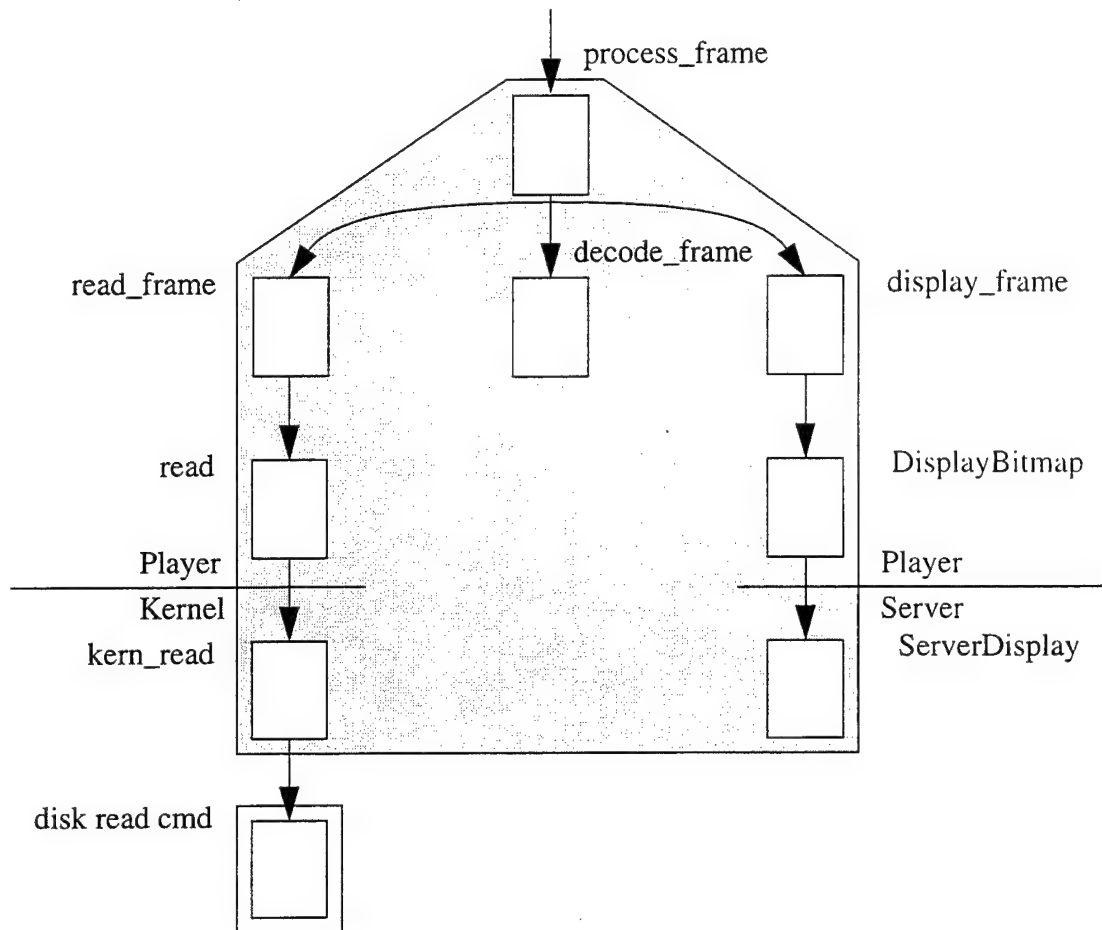 process_frame
decode_frame
read_frame
display_frame
read
DisplayBitmap
Player
Player
Kernel
Server
kern_read
ServerDisplay
disk read cmd